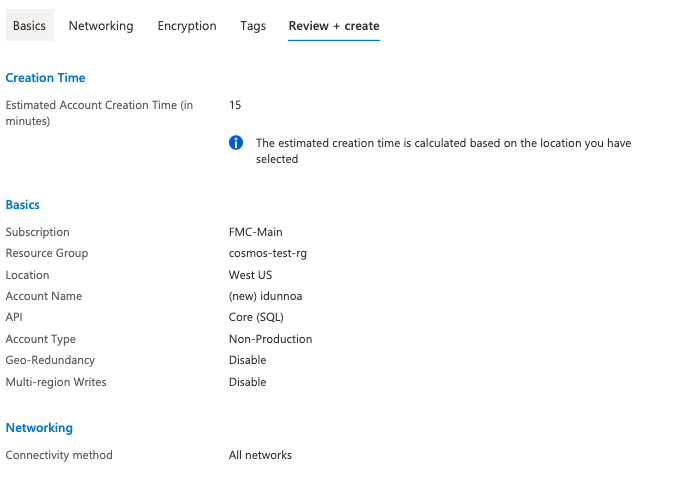 Basics Networking Encryption Tags Review + create
Creation Time
Estimated Account Creation Time (in 15
minutes)
The estimated creation time is calculated based on the location you have
selected
Basics
Subscription FMC-Main
Resource Group cosmos-test-rg
Location West US
Account Name (new) idunnoa
API Core (SQL)
Account Type Non-Production
Geo-Redundancy Disable
Multi-region Writes Disable
Networking
Connectivity method All networks